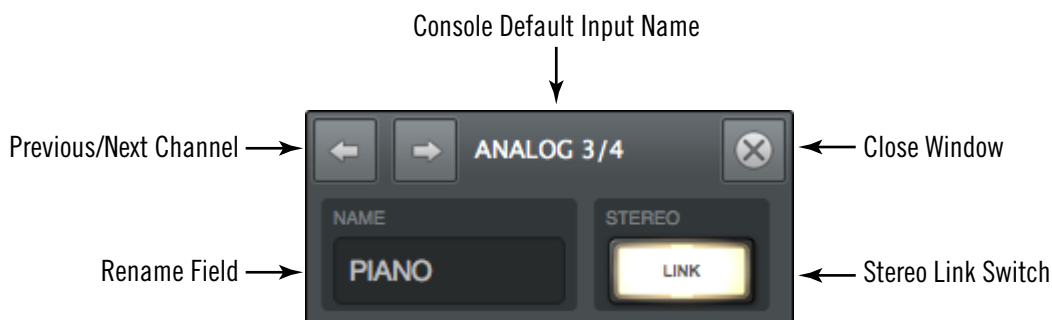 Console Default Input Name
Previous/Next Channel
ANALOG 3/4
Close Window
NAME
STEREO
Rename Field
PIANO
LINK
Stereo Link Switch